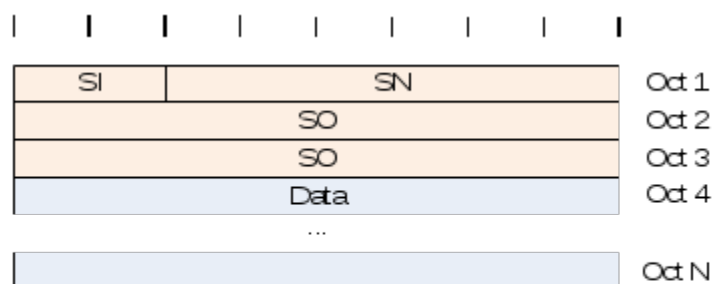 SI SN Oct 1
SO Oct 2
SO Oct 3
Data Oct 4
...
Oct N